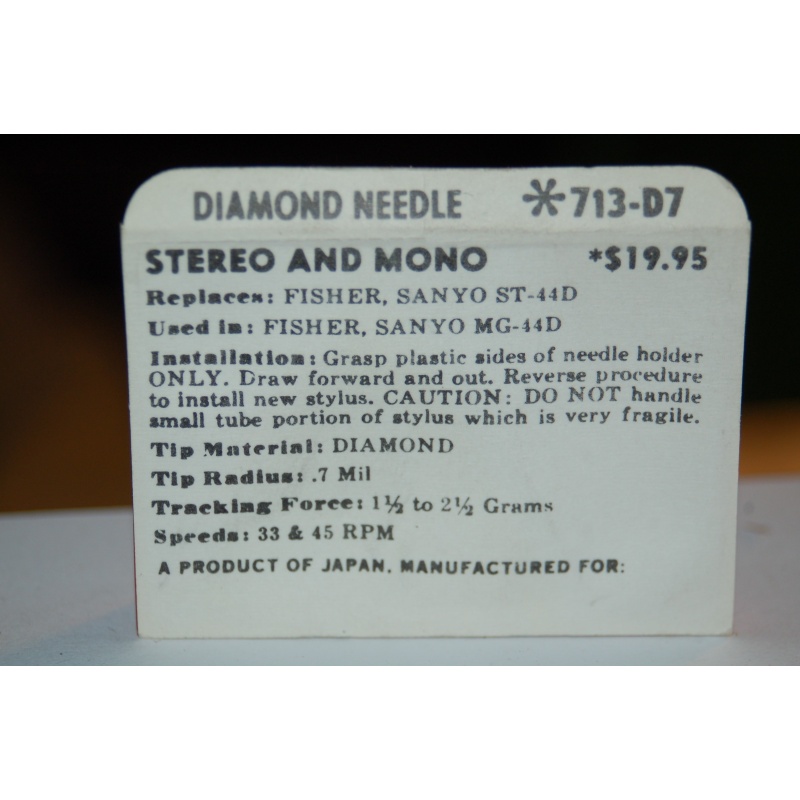 DIAMOND NEEDLE *713-D7
STEREO AND MONO *$19.95
Replaces: FISHER, SANYO ST-44D
Used in: FISHER, SANYO MG-44D
Installation: Grasp plastic sides of needle holder
ONLY. Draw forward and out. Reverse procedure
to install new stylus. CAUTION: DO NOT handle
small tube portion of stylus which is very fragile.
Tip Material: DIAMOND
Tip Radius: .7 Mil
Tracking Force: 1½ to 2½ Grams
Speeds: 33 & 45 RPM
A PRODUCT OF JAPAN. MANUFACTURED FOR: